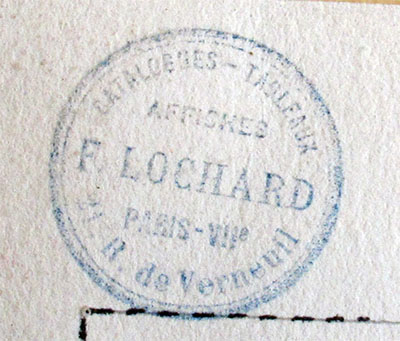 CATALOGUES - TABLEAUX
AFFICHES
F. LOCHARD
PARIS-VIIe
R. de Verneuil